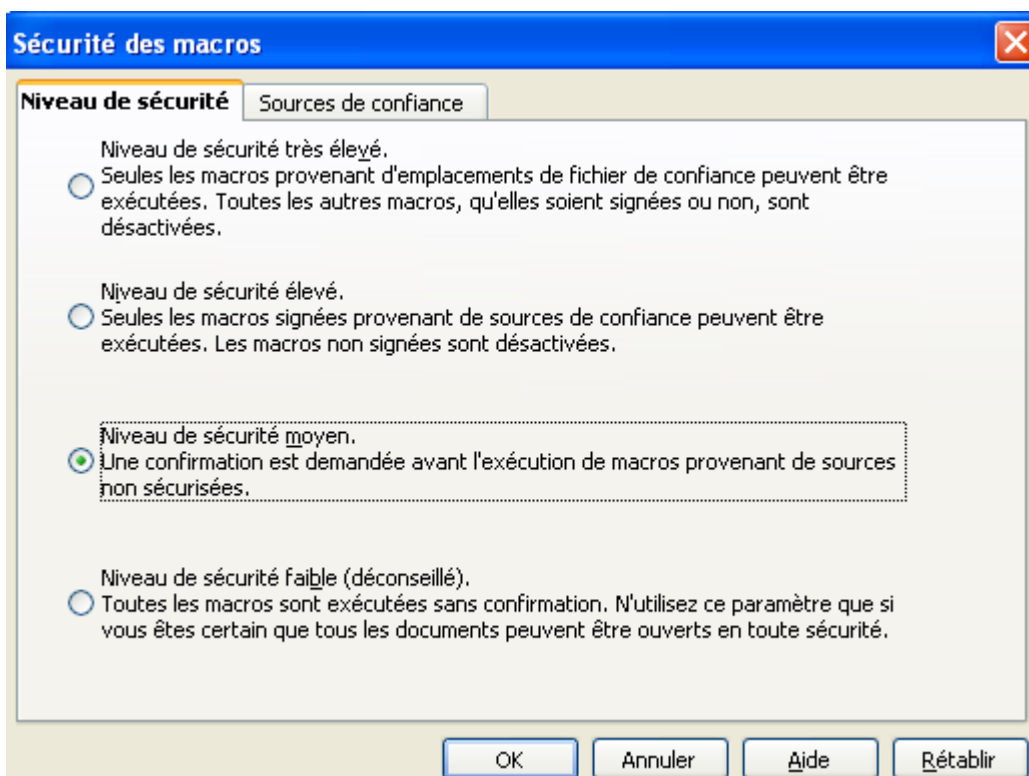 Sécurité des macros
Niveau de sécurité
Sources de confiance
Niveau de sécurité très élevé.
Seules les macros provenant d'emplacements de fichier de confiance peuvent être
exécutées. Toutes les autres macros, qu'elles soient signées ou non, sont
désactivées.
Niveau de sécurité élevé.
Seules les macros signées provenant de sources de confiance peuvent être
exécutées. Les macros non signées sont désactivées.
Niveau de sécurité moyen.
Une confirmation est demandée avant l'exécution de macros provenant de sources
non sécurisées.
Niveau de sécurité faible (déconseillé).
Toutes les macros sont exécutées sans confirmation. N'utilisez ce paramètre que si
vous êtes certain que tous les documents peuvent être ouverts en toute sécurité.
OK
Annuler
Aide
Rétablir